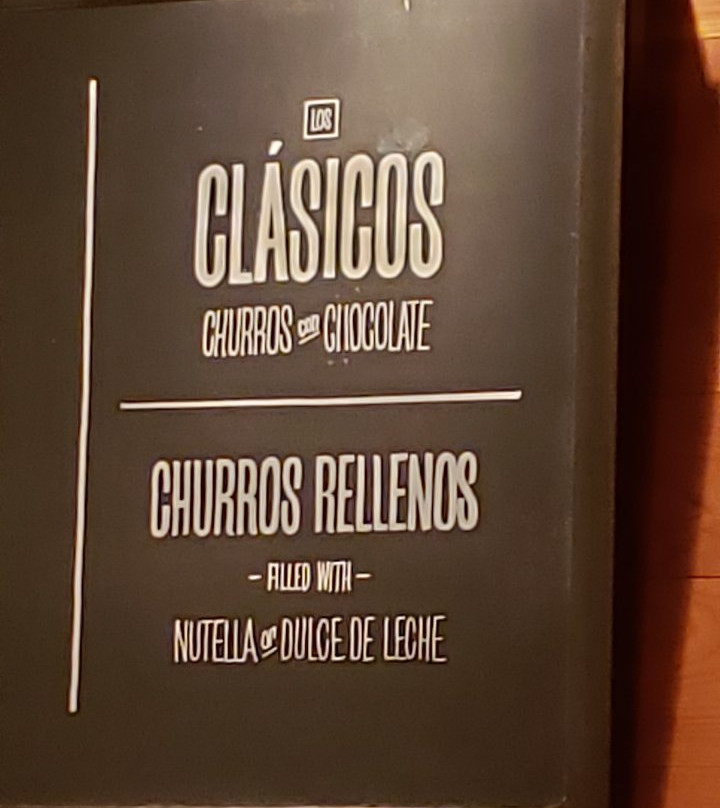 LOS
CLÁSICOS
CHURROS con CHOCOLATE
CHURROS RELLENOS
- FILLED WITH -
NUTELLA or DULCE DE LECHE